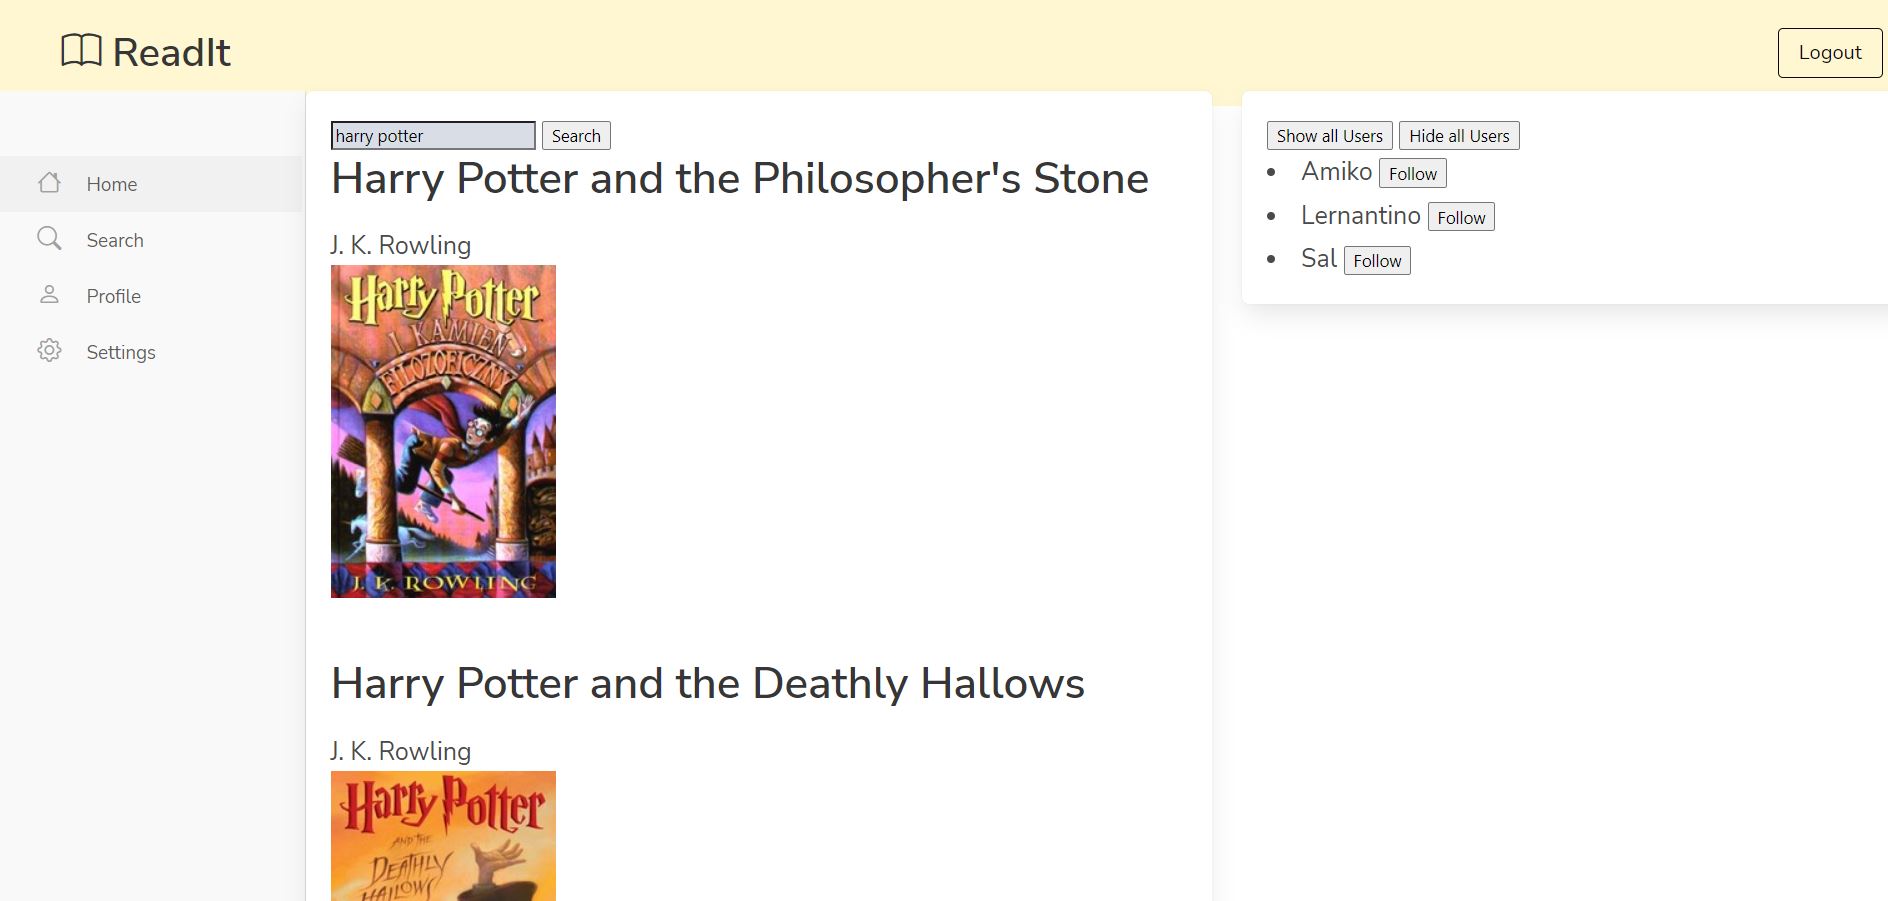 ReadIt
Logout
Home
Search
Profile
Settings
harry potter Search
Harry Potter and the Philosopher's Stone
J. K. Rowling
Harry Potter
I KAMIEŃ
FILOZOFICZNY
J. K. ROWLING
Harry Potter and the Deathly Hallows
J. K. Rowling
Harry Potter
AND THE
DEATHLY
HALLOWS
Show all Users Hide all Users
Amiko Follow
Lernantino Follow
Sal Follow